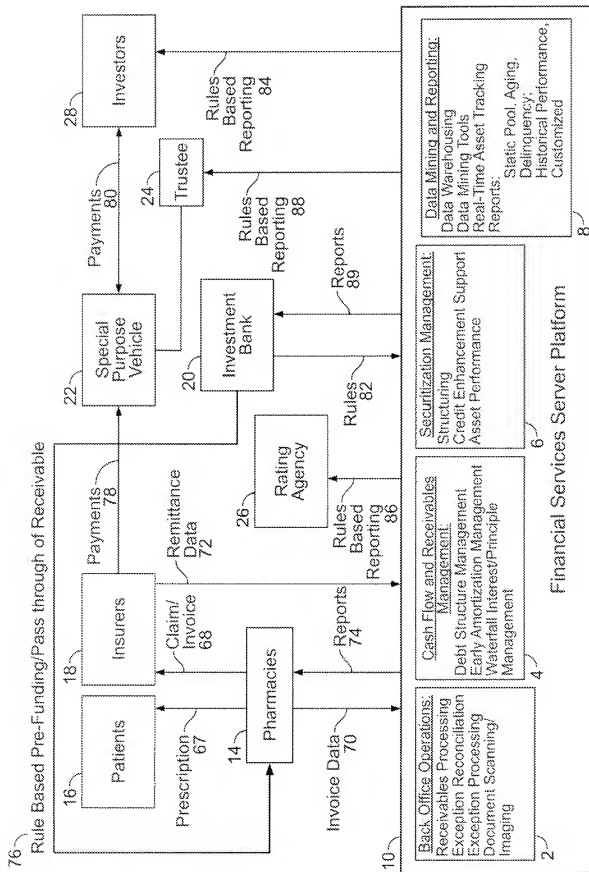 76
Rule Based Pre-Funding/Pass through of Receivable
16
Patients
18
Insurers
Payments
78
22
Special
Purpose
Vehicle
Payments
80
28
Investors
24
Trustee
Prescription
67
Claim/
Invoice
68
Remittance
Data
72
14
Pharmacies
26
Rating
Agency
20
Investment
Bank
Invoice Data
70
Reports
74
Rules
Based
Reporting
86
Rules
82
Reports
89
Rules
Based
Reporting
88
Rules
Based
Reporting
84
10
Back Office Operations:
Receivables Processing
Exception Reconciliation
Exception Processing
Document Scanning/
Imaging
2
Cash Flow and Receivables
Management:
Debt Structure Management
Early Amortization Management
Waterfall Interest/Principle
Management
4
Securitization Management:
Structuring
Credit Enhancement Support
Asset Performance
6
Data Mining and Reporting:
Data Warehousing
Data Mining Tools
Real-Time Asset Tracking
Reports:
Static Pool, Aging,
Delinquency;
Historical Performance,
Customized
8
Financial Services Server Platform